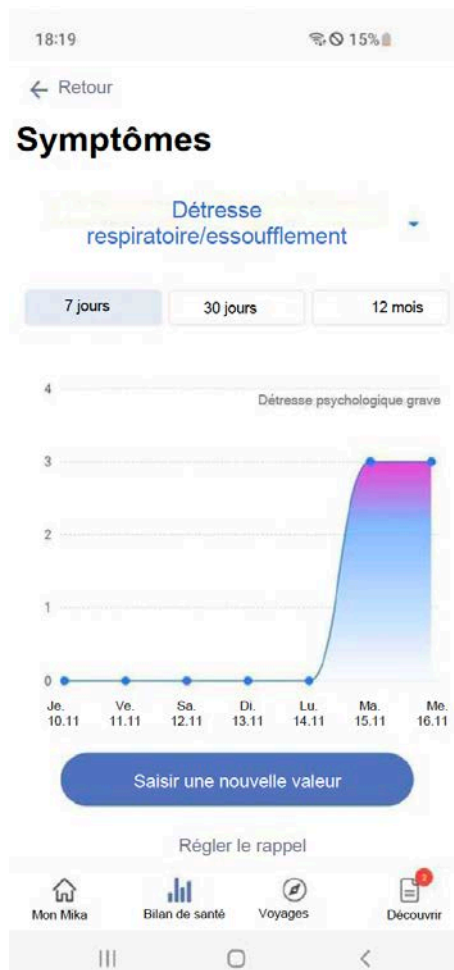 18:19 15%
Retour
Symptômes
Détresse
respiratoire/essoufflement
7 jours 30 jours 12 mois
4
Détresse psychologique grave
3
2
1
0
Je. Ve. Sa. Di. Lu. Ma. Me.
10.11 11.11 12.11 13.11 14.11 15.11 16.11
Saisir une nouvelle valeur
Régler le rappel
2
Mon Mika Bilan de santé Voyages Découvrir